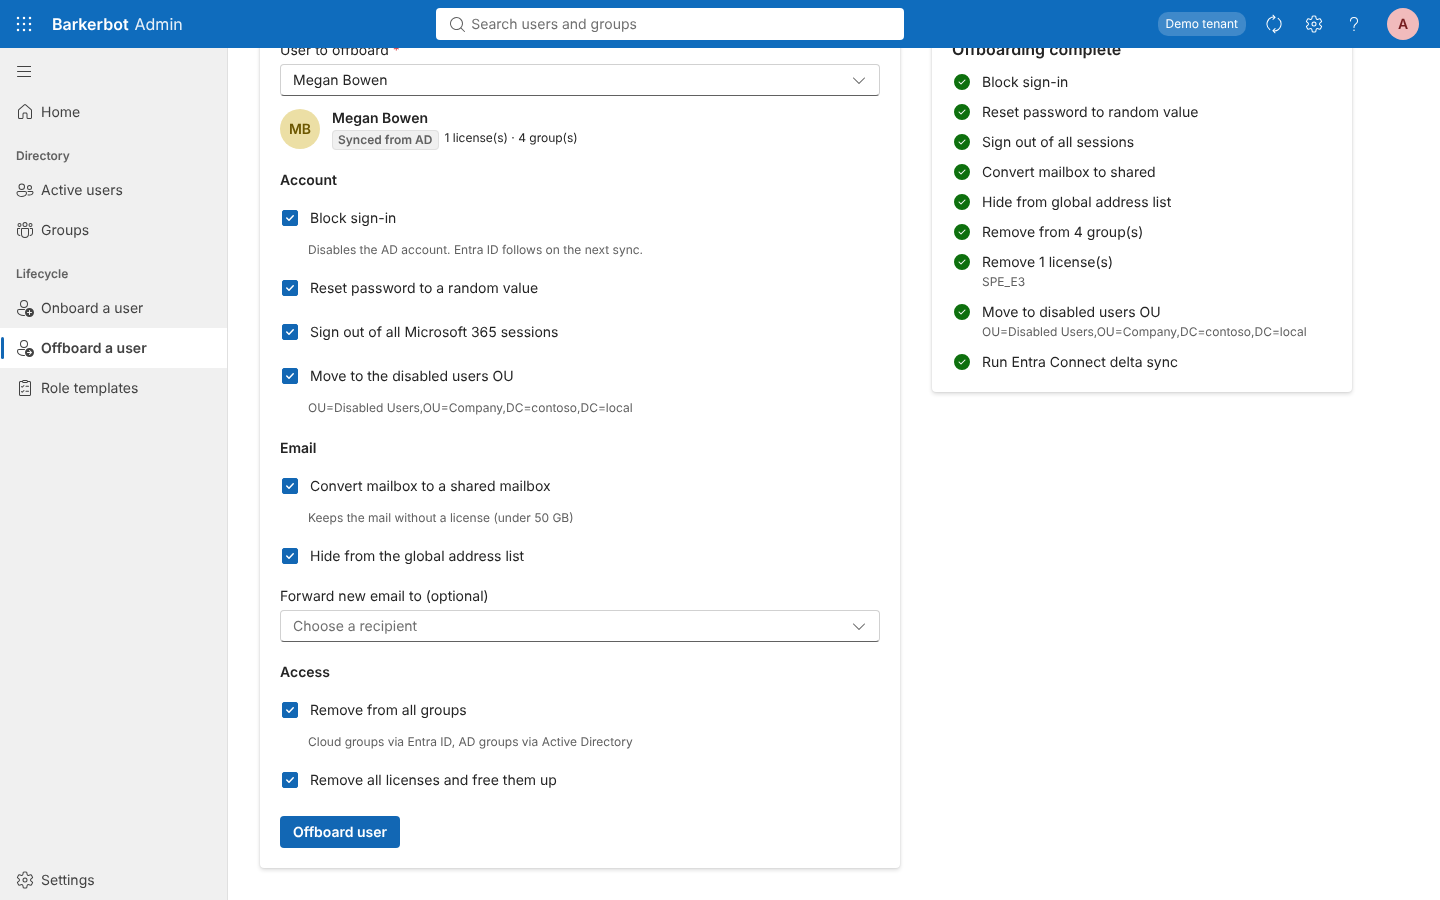 Barkerbot Admin
Search users and groups
Demo tenant
A
Home
Directory
Active users
Groups
Lifecycle
Onboard a user
Offboard a user
Role templates
Settings
User to offboard *
Megan Bowen
MB
Megan Bowen
Synced from AD 1 license(s) · 4 group(s)
Account
Block sign-in
Disables the AD account. Entra ID follows on the next sync.
Reset password to a random value
Sign out of all Microsoft 365 sessions
Move to the disabled users OU
OU=Disabled Users,OU=Company,DC=contoso,DC=local
Email
Convert mailbox to a shared mailbox
Keeps the mail without a license (under 50 GB)
Hide from the global address list
Forward new email to (optional)
Choose a recipient
Access
Remove from all groups
Cloud groups via Entra ID, AD groups via Active Directory
Remove all licenses and free them up
Offboard user
Offboarding complete
Block sign-in
Reset password to random value
Sign out of all sessions
Convert mailbox to shared
Hide from global address list
Remove from 4 group(s)
Remove 1 license(s)
SPE_E3
Move to disabled users OU
OU=Disabled Users,OU=Company,DC=contoso,DC=local
Run Entra Connect delta sync